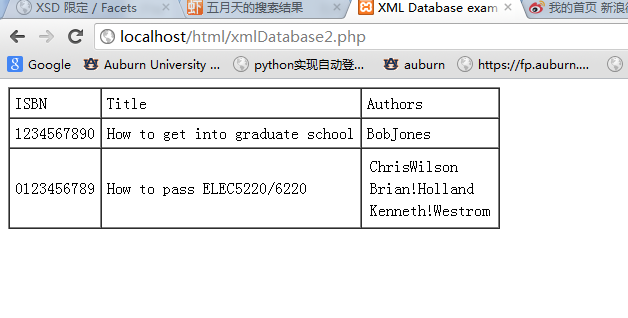 XSD 限定 / Facets
五月天的搜索结果
XML Database exam
我的首页 新浪微
localhost/html/xmlDatabase2.php
Google
Auburn University ...
python实现自动登...
auburn
https://fp.auburn....
ISBN Title Authors
1234567890 How to get into graduate school BobJones
0123456789 How to pass ELEC5220/6220
ChrisWilson
Brian!Holland
Kenneth!Westrom